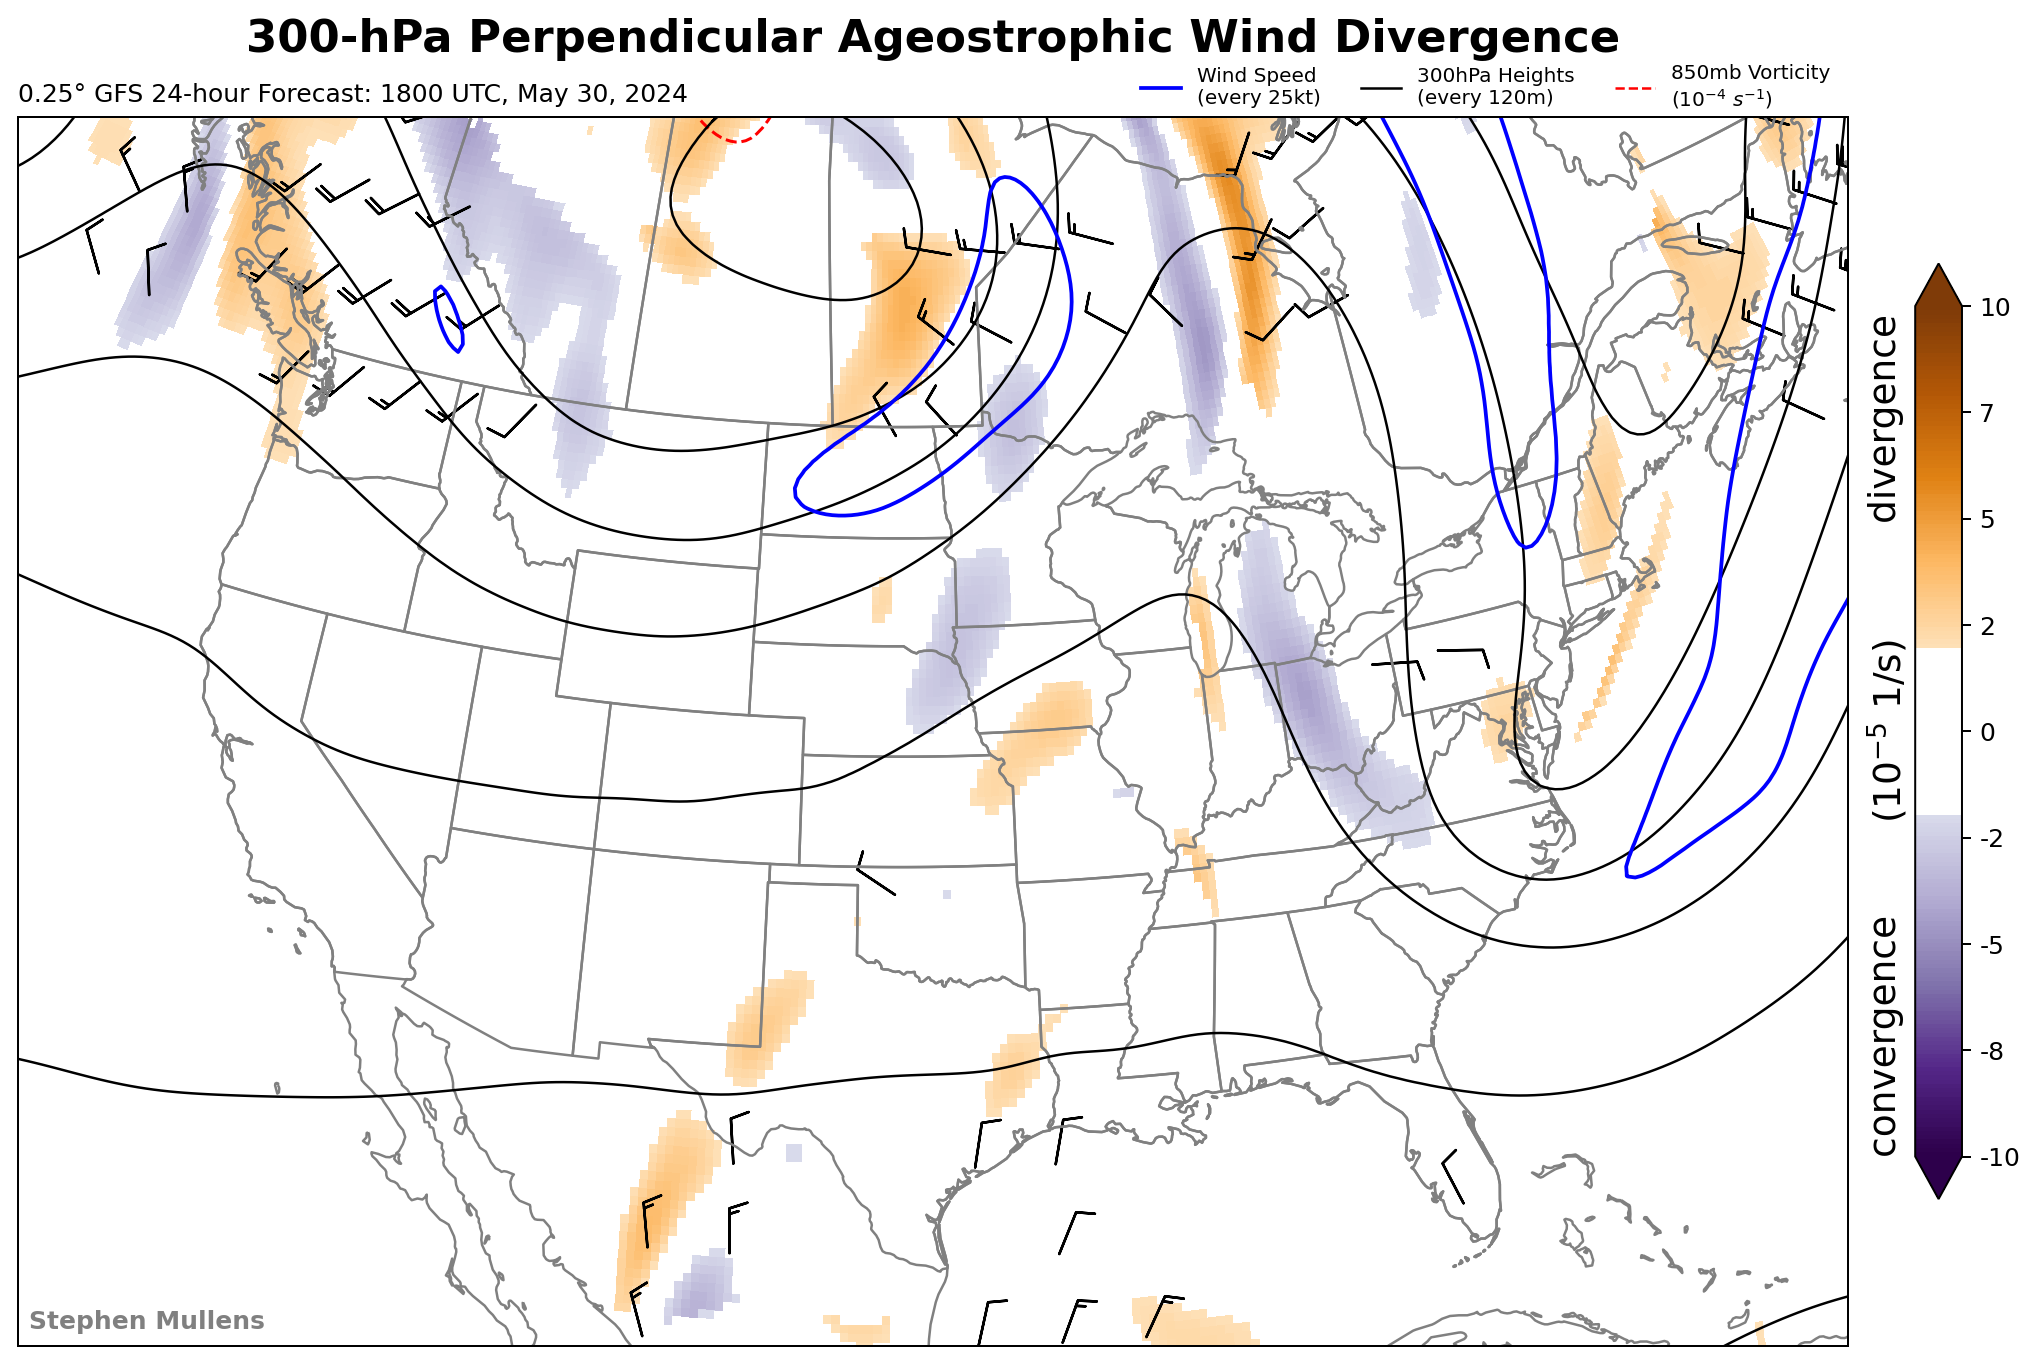 300-hPa Perpendicular Ageostrophic Wind Divergence
0.25° GFS 24-hour Forecast: 1800 UTC, May 30, 2024
Wind Speed
(every 25kt)
300hPa Heights
(every 120m)
850mb Vorticity
(10⁻⁴ s⁻¹)
10
7
5
2
0
-2
-5
-8
-10
convergence (10⁻⁵ 1/s) divergence
Stephen Mullens